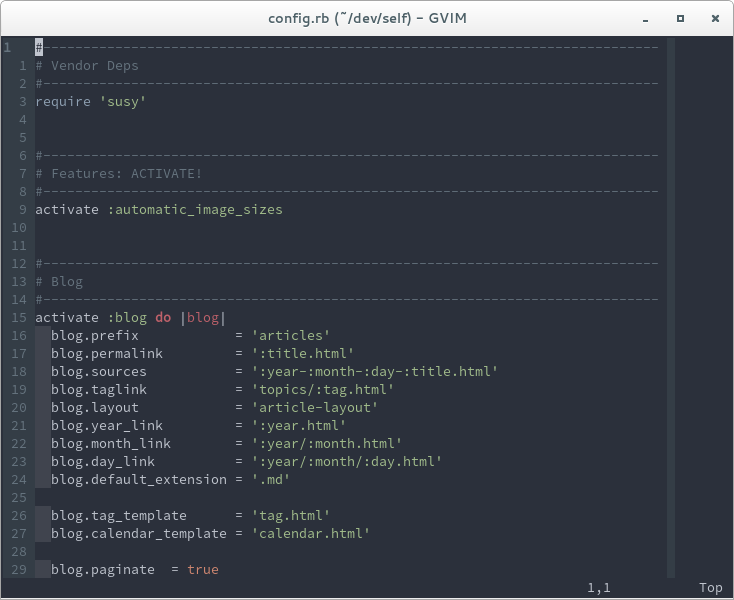 config.rb (~/dev/self) - GVIM
1 #------------------------------------------------------------------------------
1 # Vendor Deps
2 #------------------------------------------------------------------------------
3 require 'susy'
4
5
6 #------------------------------------------------------------------------------
7 # Features: ACTIVATE!
8 #------------------------------------------------------------------------------
9 activate :automatic_image_sizes
10
11
12 #------------------------------------------------------------------------------
13 # Blog
14 #------------------------------------------------------------------------------
15 activate :blog do |blog|
16   blog.prefix            = 'articles'
17   blog.permalink         = ':title.html'
18   blog.sources           = ':year-:month-:day-:title.html'
19   blog.taglink           = 'topics/:tag.html'
20   blog.layout            = 'article-layout'
21   blog.year_link         = ':year.html'
22   blog.month_link        = ':year/:month.html'
23   blog.day_link          = ':year/:month/:day.html'
24   blog.default_extension = '.md'
25
26   blog.tag_template      = 'tag.html'
27   blog.calendar_template = 'calendar.html'
28
29   blog.paginate  = true
1,1 Top